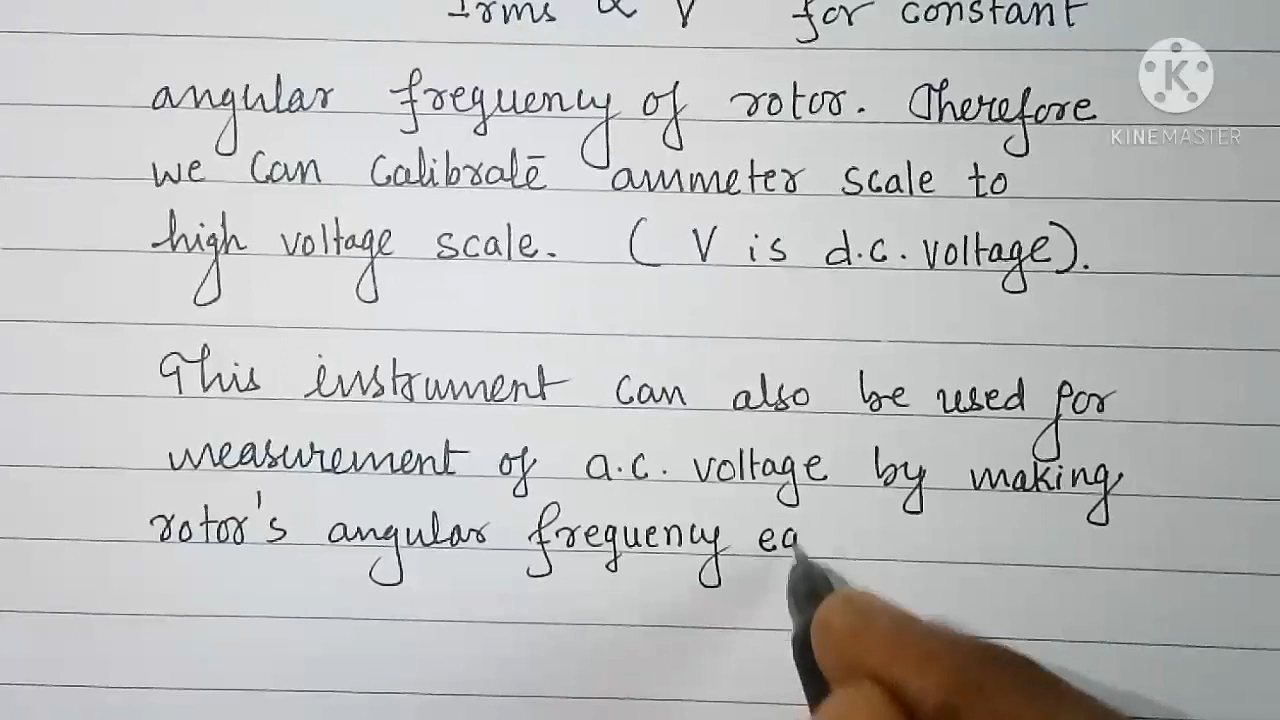 Irms ∝ V for constant
angular frequency of rotor. Therefore
we can calibrate ammeter scale to
high voltage scale. ( V is d.c. voltage).
This instrument can also be used for
measurement of a.c. voltage by making
rotor's angular frequency eq
K
KINEMASTER